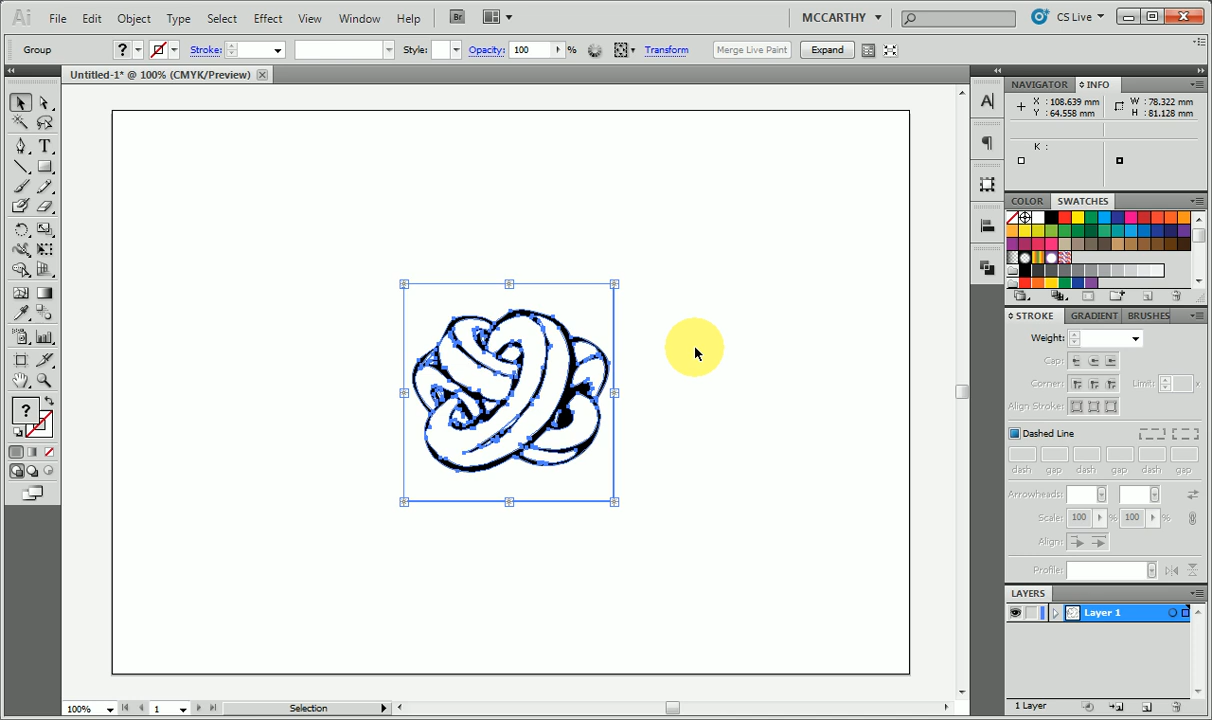 Ai File Edit Object Type Select Effect View Window Help Br MCCARTHY CS Live
Group ? Stroke: Style: Opacity: 100 % Transform Merge Live Paint Expand
Untitled-1* @ 100% (CMYK/Preview)
NAVIGATOR INFO
X : 108.639 mm W : 78.322 mm
Y : 64.558 mm H : 81.128 mm
K :
COLOR SWATCHES
STROKE GRADIENT BRUSHES
Weight:
Cap:
Corner: Limit: x
Align Stroke:
Dashed Line
dash gap dash gap dash gap
Arrowheads:
Scale: 100 % 100 %
Align:
Profile:
LAYERS
Layer 1
1 Layer
T
?
A
100% 1 Selection